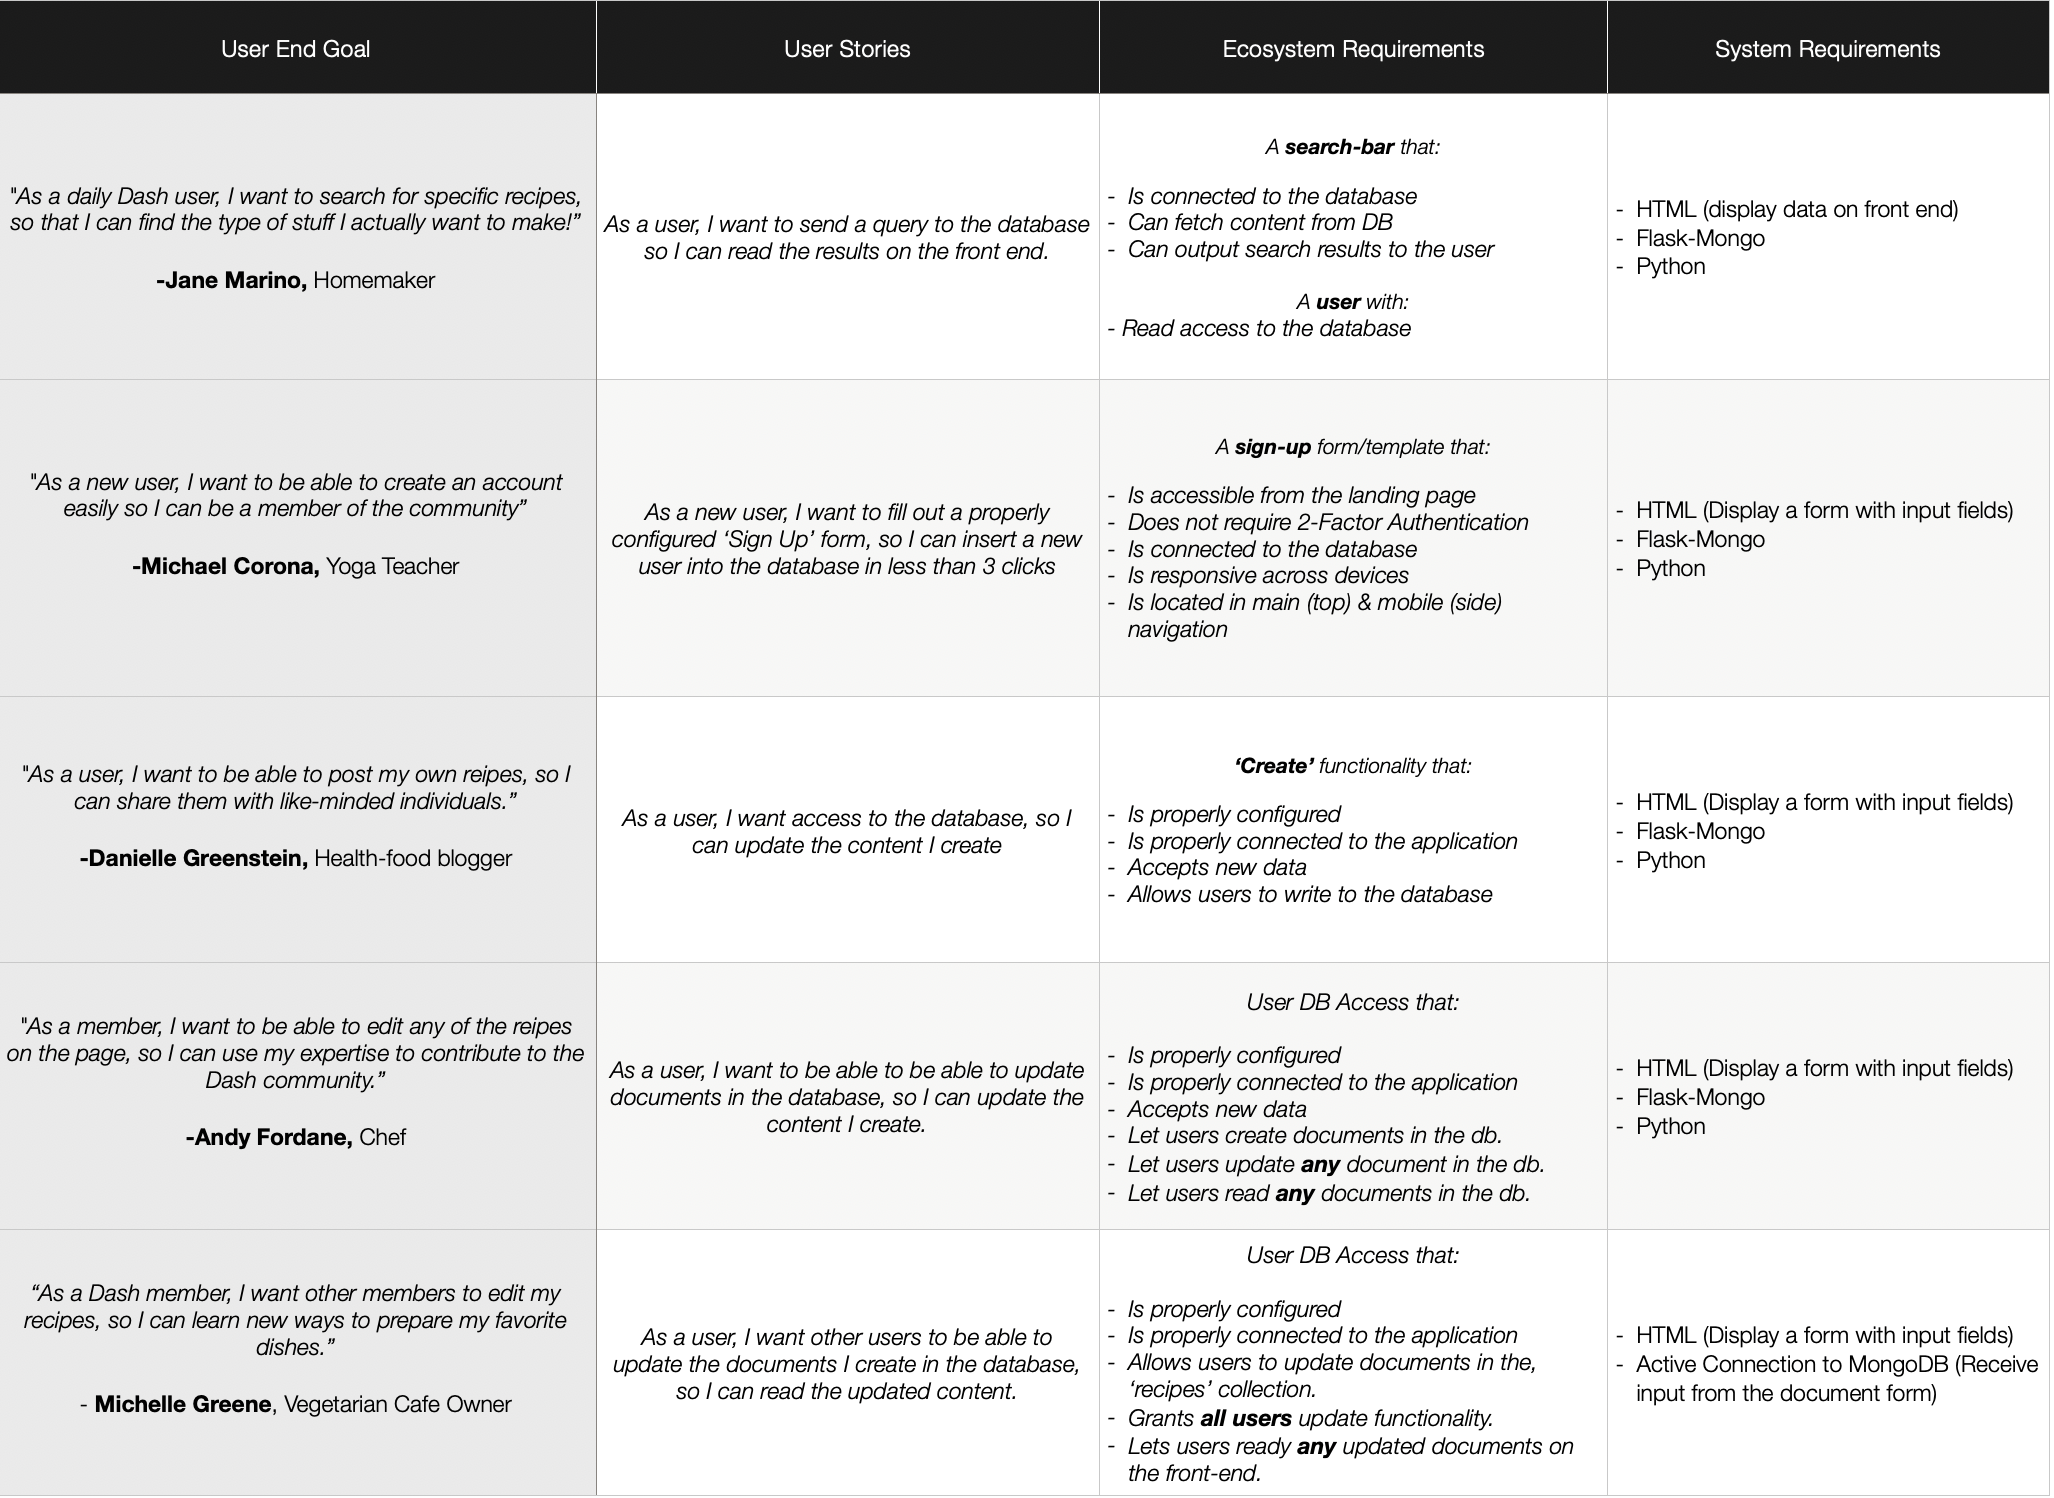 User End Goal
User Stories
Ecosystem Requirements
System Requirements
"As a daily Dash user, I want to search for specific recipes,
so that I can find the type of stuff I actually want to make!”
-Jane Marino, Homemaker
As a user, I want to send a query to the database
so I can read the results on the front end.
A search-bar that:
- Is connected to the database
- Can fetch content from DB
- Can output search results to the user
A user with:
- Read access to the database
- HTML (display data on front end)
- Flask-Mongo
- Python
"As a new user, I want to be able to create an account
easily so I can be a member of the community”
-Michael Corona, Yoga Teacher
As a new user, I want to fill out a properly
configured ‘Sign Up’ form, so I can insert a new
user into the database in less than 3 clicks
A sign-up form/template that:
- Is accessible from the landing page
- Does not require 2-Factor Authentication
- Is connected to the database
- Is responsive across devices
- Is located in main (top) & mobile (side)
navigation
- HTML (Display a form with input fields)
- Flask-Mongo
- Python
"As a user, I want to be able to post my own reipes, so I
can share them with like-minded individuals.”
-Danielle Greenstein, Health-food blogger
As a user, I want access to the database, so I
can update the content I create
‘Create’ functionality that:
- Is properly configured
- Is properly connected to the application
- Accepts new data
- Allows users to write to the database
- HTML (Display a form with input fields)
- Flask-Mongo
- Python
"As a member, I want to be able to edit any of the reipes
on the page, so I can use my expertise to contribute to the
Dash community.”
-Andy Fordane, Chef
As a user, I want to be able to be able to update
documents in the database, so I can update the
content I create.
User DB Access that:
- Is properly configured
- Is properly connected to the application
- Accepts new data
- Let users create documents in the db.
- Let users update any document in the db.
- Let users read any documents in the db.
- HTML (Display a form with input fields)
- Flask-Mongo
- Python
“As a Dash member, I want other members to edit my
recipes, so I can learn new ways to prepare my favorite
dishes.”
- Michelle Greene, Vegetarian Cafe Owner
As a user, I want other users to be able to
update the documents I create in the database,
so I can read the updated content.
User DB Access that:
- Is properly configured
- Is properly connected to the application
- Allows users to update documents in the,
‘recipes’ collection.
- Grants all users update functionality.
- Lets users ready any updated documents on
the front-end.
- HTML (Display a form with input fields)
- Active Connection to MongoDB (Receive
input from the document form)